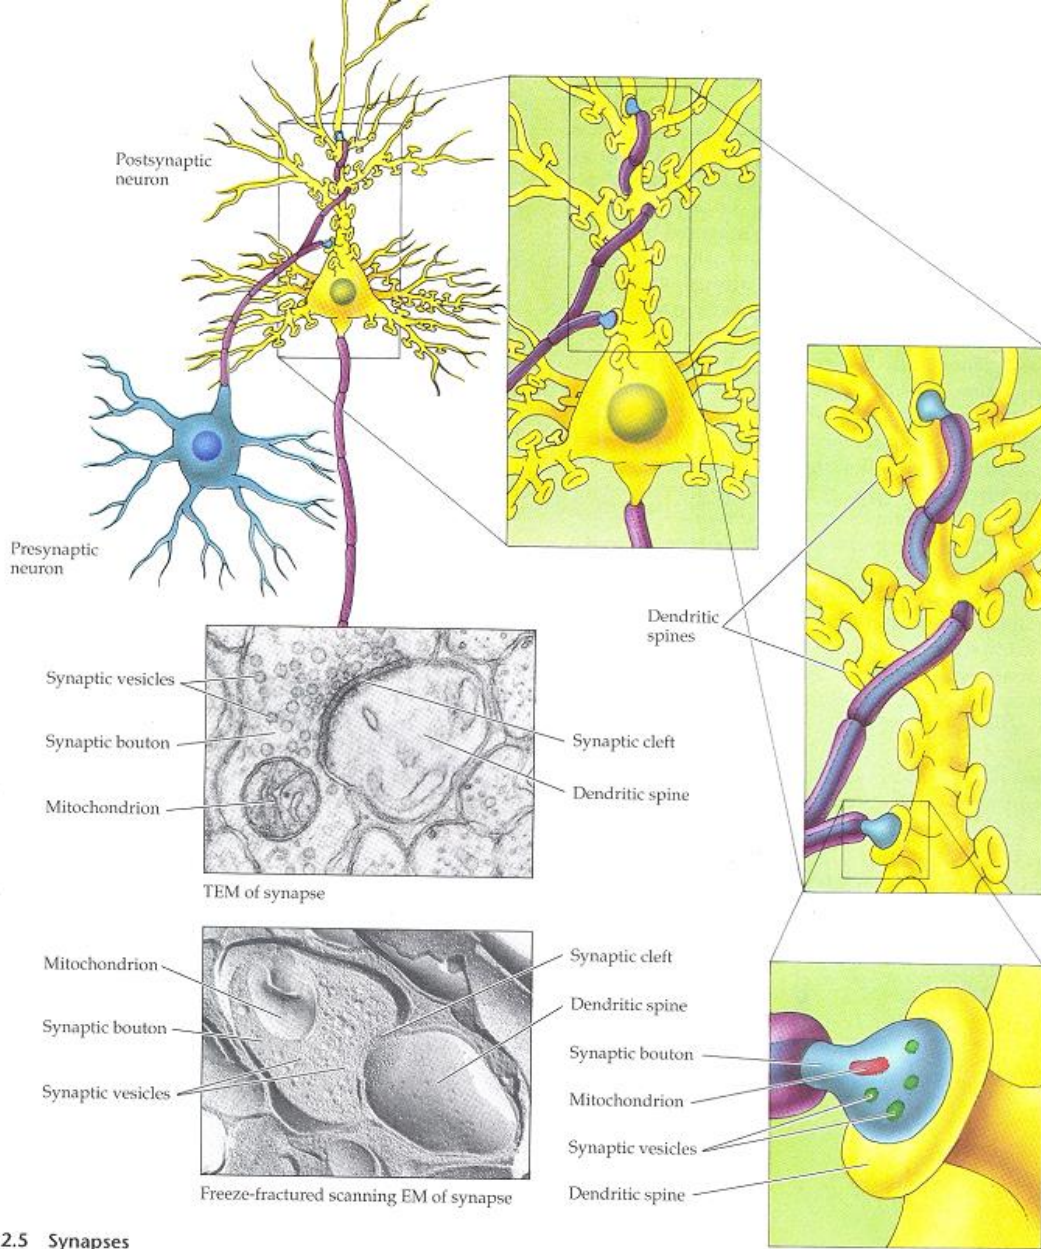 Postsynaptic
neuron
Presynaptic
neuron
Dendritic
spines
Synaptic vesicles
Synaptic bouton
Mitochondrion
Synaptic cleft
Dendritic spine
TEM of synapse
Mitochondrion
Synaptic bouton
Synaptic vesicles
Synaptic cleft
Dendritic spine
Freeze-fractured scanning EM of synapse
Synaptic bouton
Mitochondrion
Synaptic vesicles
Dendritic spine
2.5 Synapses